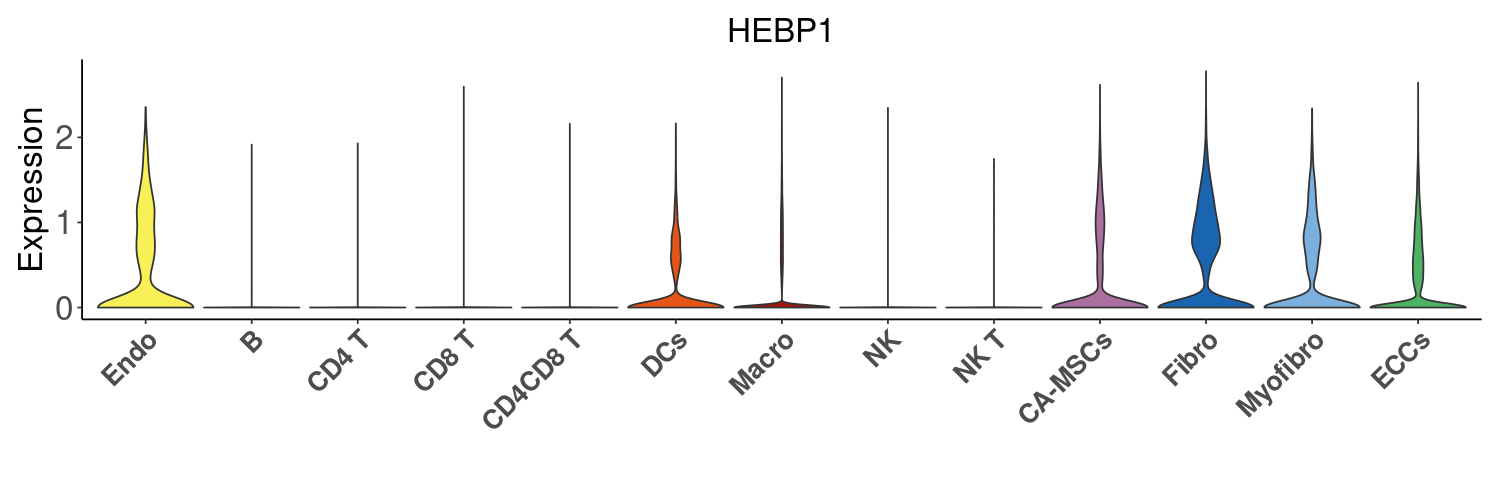 HEBP1
Expression
2
1
0
Endo
B
CD4 T
CD8 T
CD4CD8 T
DCs
Macro
NK
NK T
CA-MSCs
Fibro
Myofibro
ECCs